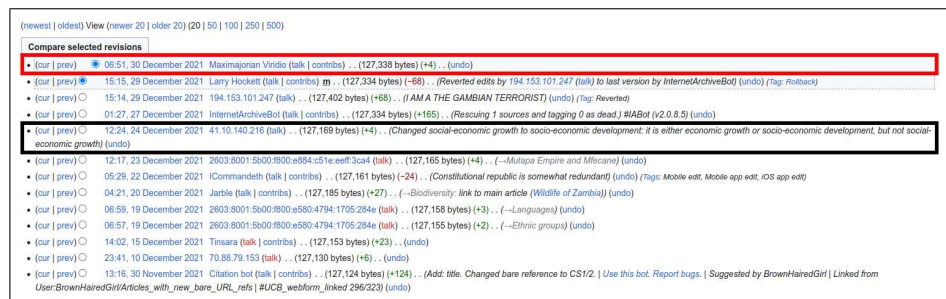 (newest | oldest) View (newer 20 | older 20) (20 | 50 | 100 | 250 | 500)
Compare selected revisions
(cur | prev) 06:51, 30 December 2021 Maximajorian Viridio (talk | contribs) . . (127,338 bytes) (+4) . . (undo)
(cur | prev) 15:15, 29 December 2021 Larry Hockett (talk | contribs) m . . (127,334 bytes) (−68) . . (Reverted edits by 194.153.101.247 (talk) to last version by InternetArchiveBot) (undo) (Tag: Rollback)
(cur | prev) 15:14, 29 December 2021 194.153.101.247 (talk) . . (127,402 bytes) (+68) . . (I AM A THE GAMBIAN TERRORIST) (undo) (Tag: Reverted)
(cur | prev) 01:27, 27 December 2021 InternetArchiveBot (talk | contribs) . . (127,334 bytes) (+165) . . (Rescuing 1 sources and tagging 0 as dead.) #IABot (v2.0.8.5) (undo)
(cur | prev) 12:24, 24 December 2021 41.10.140.216 (talk) . . (127,169 bytes) (+4) . . (Changed social-economic growth to socio-economic development: it is either economic growth or socio-economic development, but not social-
economic growth) (undo)
(cur | prev) 12:17, 23 December 2021 2603:8001:5b00:f800:e884:c51e:eeff:3ca4 (talk) . . (127,165 bytes) (+4) . . (→Mutapa Empire and Mfecane) (undo)
(cur | prev) 05:29, 22 December 2021 ICommandeth (talk | contribs) . . (127,161 bytes) (−24) . . (Constitutional republic is somewhat redundant) (undo) (Tags: Mobile edit, Mobile app edit, iOS app edit)
(cur | prev) 04:21, 20 December 2021 Jarble (talk | contribs) . . (127,185 bytes) (+27) . . (→Biodiversity: link to main article (Wildlife of Zambia)) (undo)
(cur | prev) 06:59, 19 December 2021 2603:8001:5b00:f800:e580:4794:1705:284e (talk) . . (127,158 bytes) (+3) . . (→Languages) (undo)
(cur | prev) 06:57, 19 December 2021 2603:8001:5b00:f800:e580:4794:1705:284e (talk) . . (127,155 bytes) (+2) . . (→Ethnic groups) (undo)
(cur | prev) 14:02, 15 December 2021 Tinsara (talk | contribs) . . (127,153 bytes) (+23) . . (undo)
(cur | prev) 23:41, 10 December 2021 70.88.79.153 (talk) . . (127,130 bytes) (+6) . . (undo)
(cur | prev) 13:16, 30 November 2021 Citation bot (talk | contribs) . . (127,124 bytes) (+124) . . (Add: title. Changed bare reference to CS1/2. | Use this bot. Report bugs. | Suggested by BrownHairedGirl | Linked from
User:BrownHairedGirl/Articles_with_new_bare_URL_refs | #UCB_webform_linked 296/323) (undo)